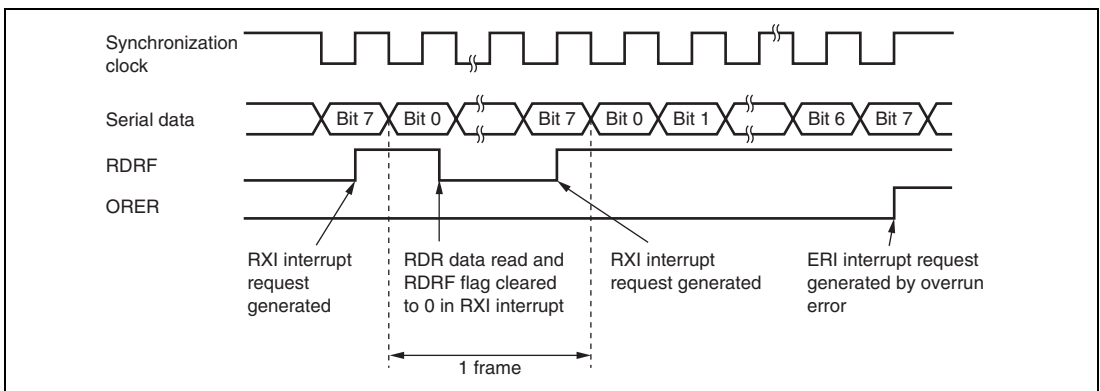 Synchronization
clock
Serial data
Bit 7 Bit 0 Bit 7 Bit 0 Bit 1 Bit 6 Bit 7
RDRF
ORER
RXI interrupt
request
generated
RDR data read and
RDRF flag cleared
to 0 in RXI interrupt
RXI interrupt
request generated
ERI interrupt request
generated by overrun
error
1 frame